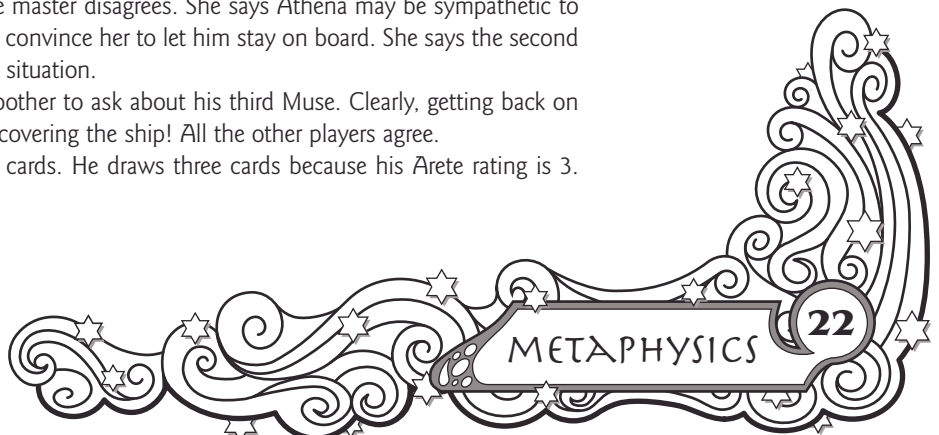 master disagrees. She says Athena may be sympathetic to
convince her to let him stay on board. She says the second
situation.
bother to ask about his third Muse. Clearly, getting back on
covering the ship! All the other players agree.
cards. He draws three cards because his Arete rating is 3.
METAPHYSICS
22